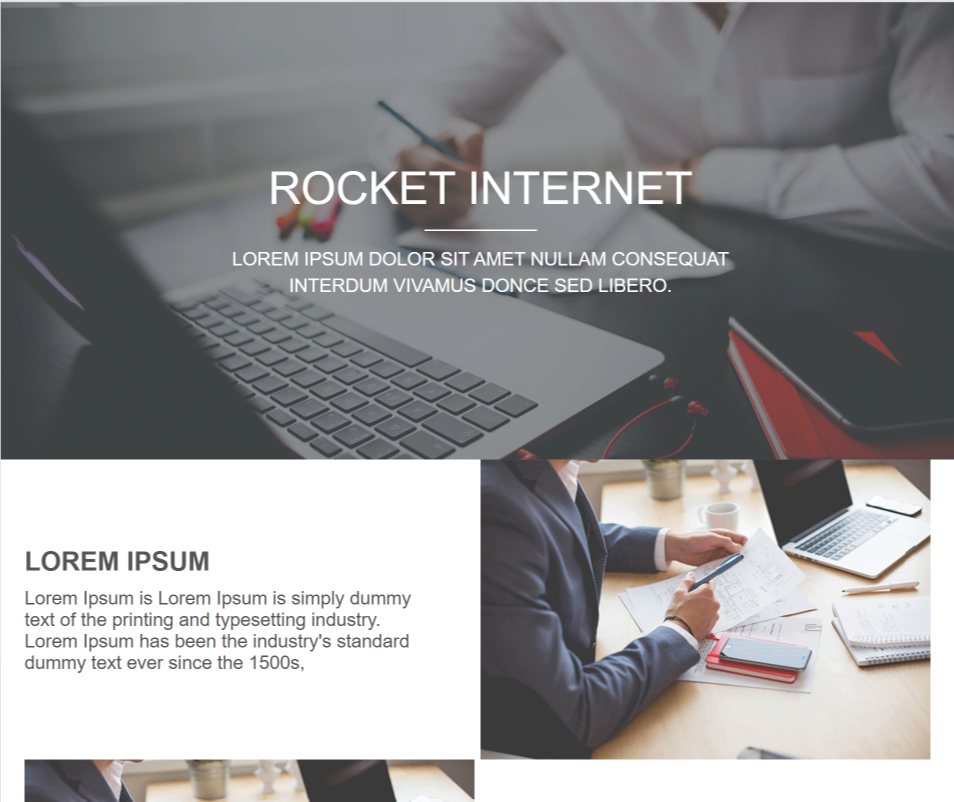 ROCKET INTERNET
LOREM IPSUM DOLOR SIT AMET NULLAM CONSEQUAT
INTERDUM VIVAMUS DONCE SED LIBERO.
LOREM IPSUM
Lorem Ipsum is Lorem Ipsum is simply dummy
text of the printing and typesetting industry.
Lorem Ipsum has been the industry's standard
dummy text ever since the 1500s,